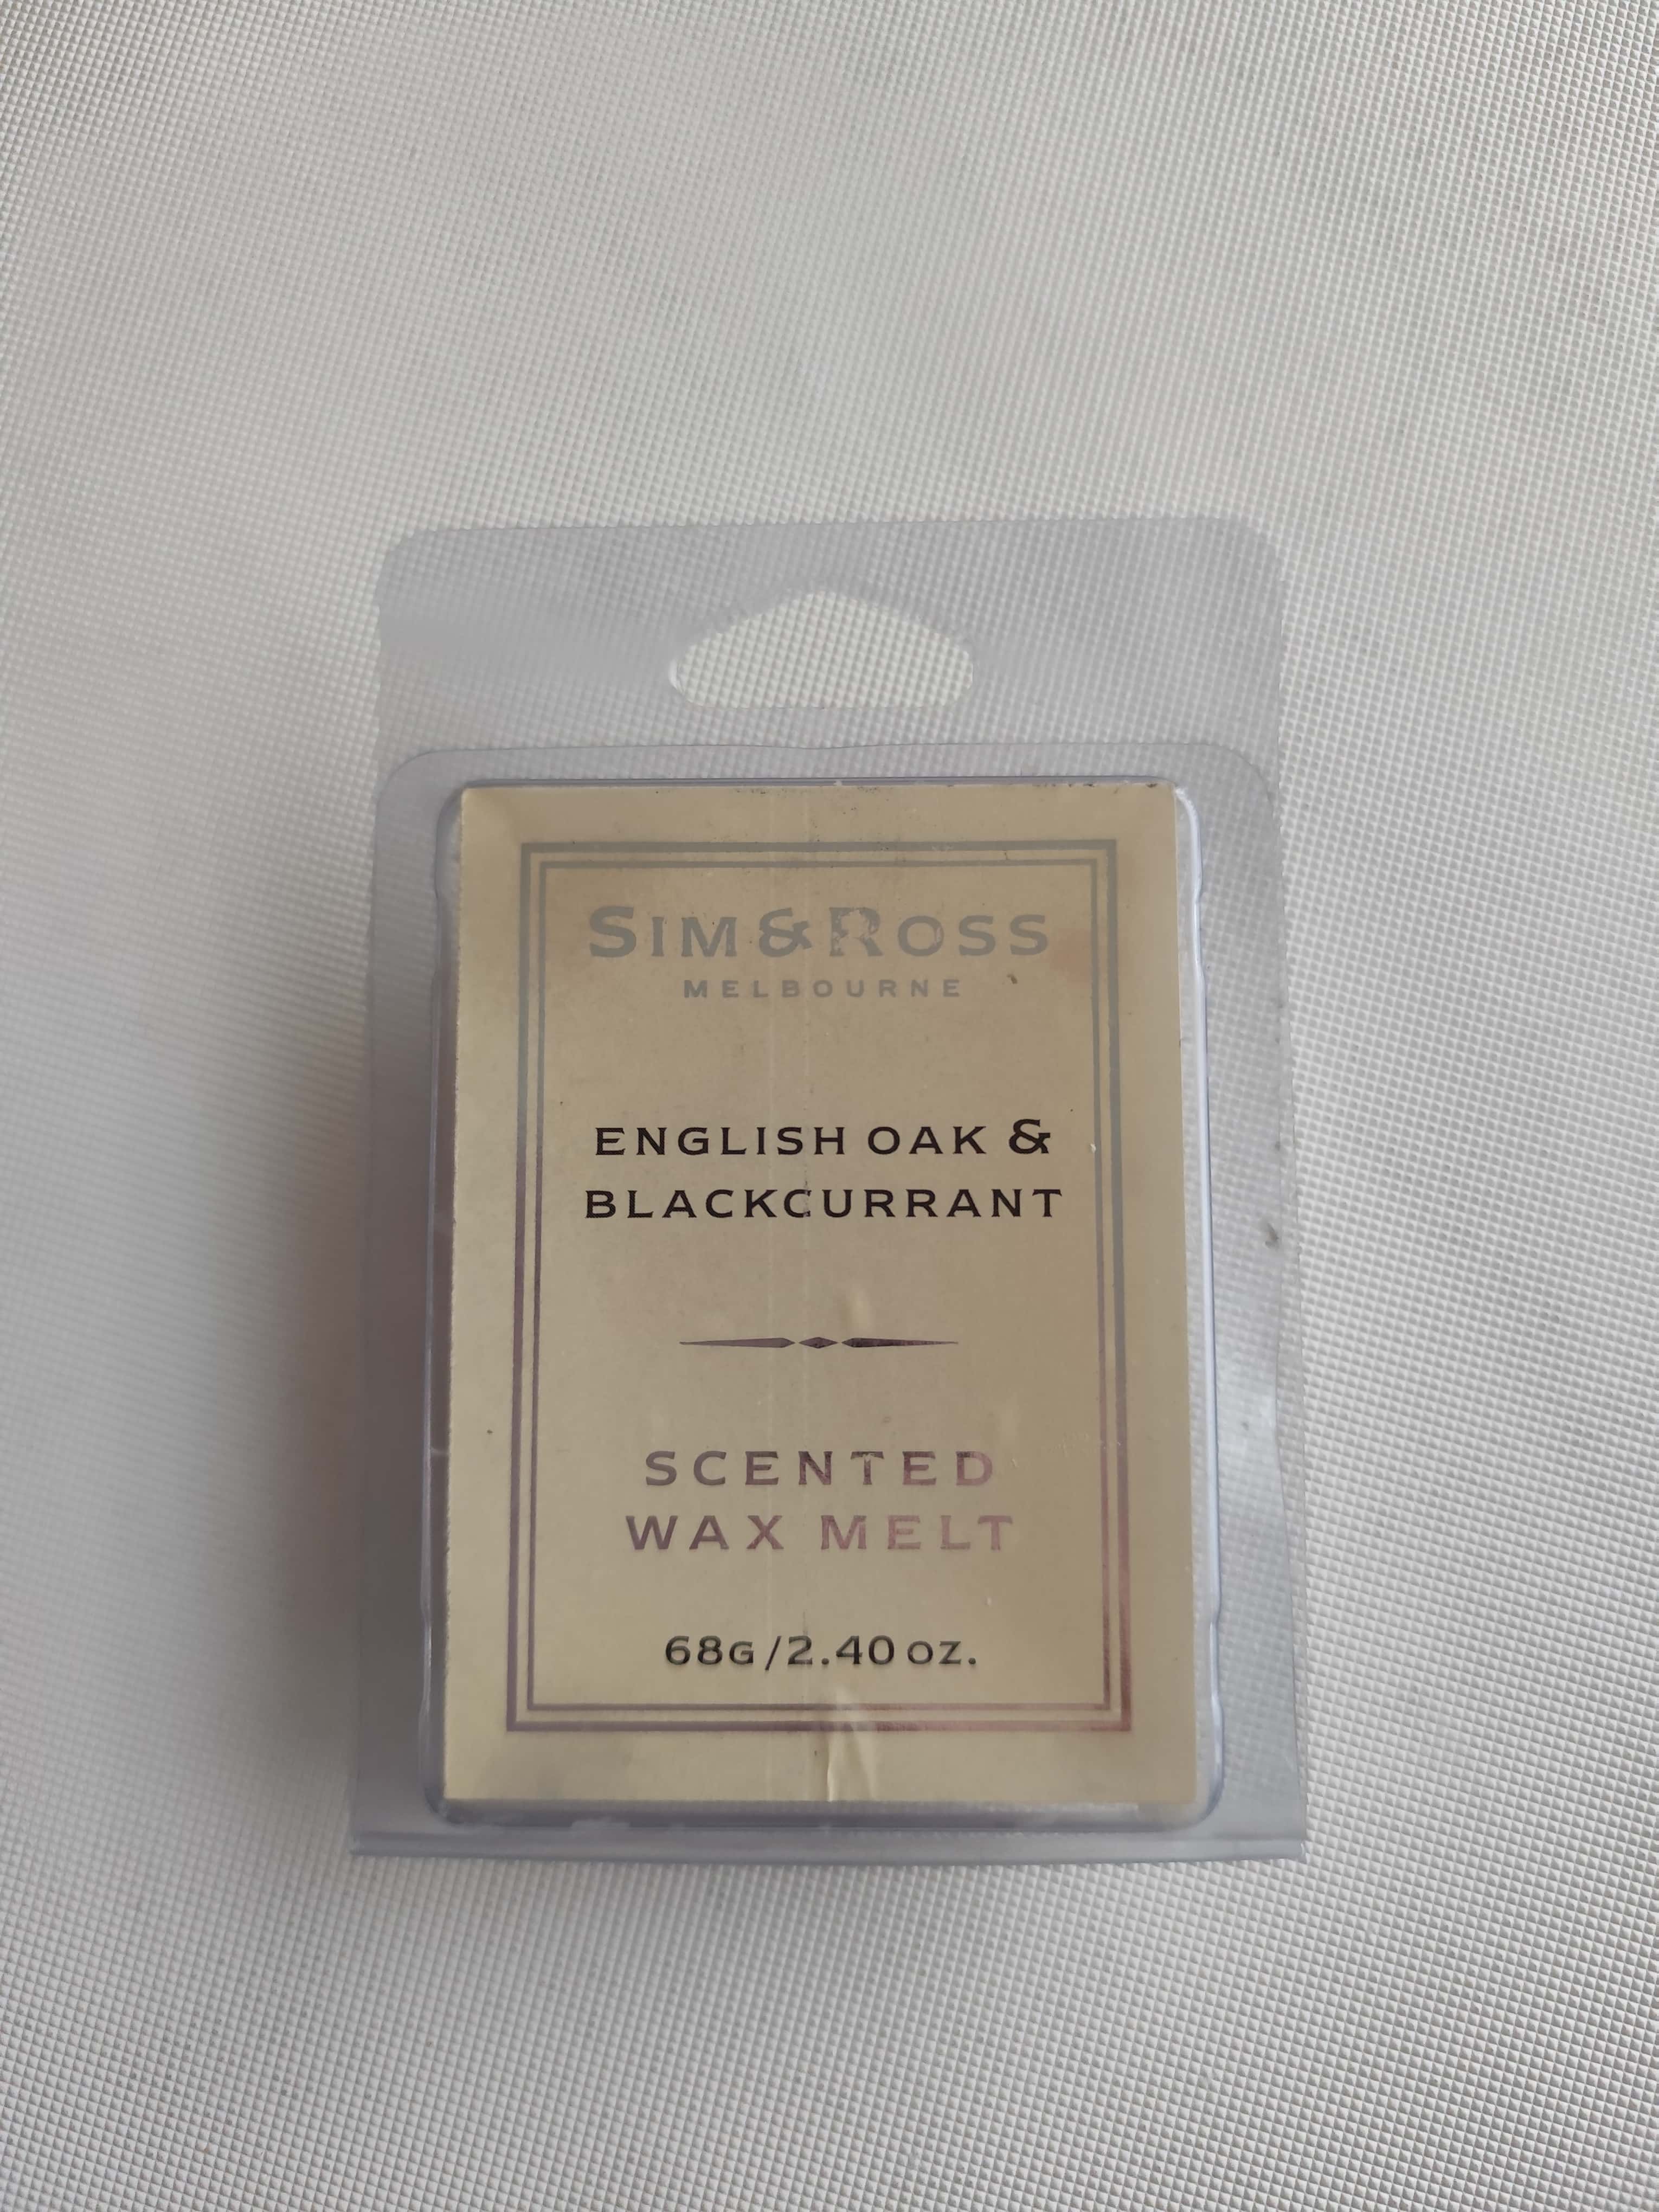 SIM & ROSS
MELBOURNE
ENGLISH OAK &
BLACKCURRANT
SCENTED
WAX MELT
68G/2.40 OZ.